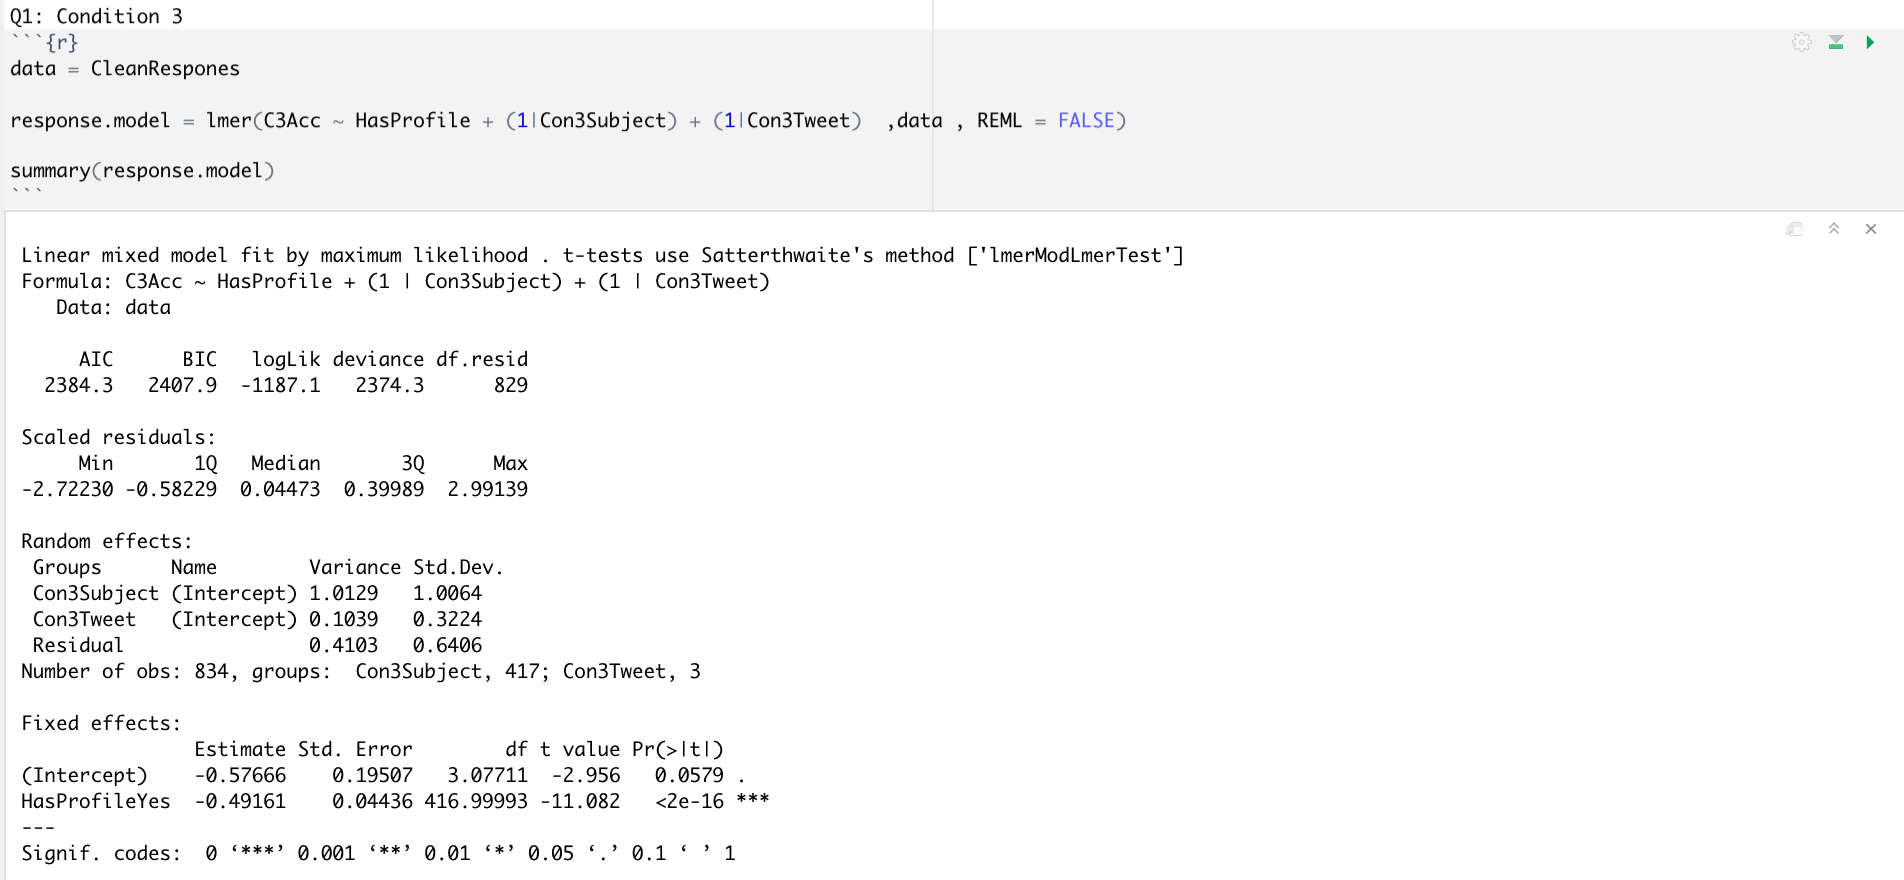 Q1: Condition 3
```{r}
data = CleanRespones
response.model = lmer(C3Acc ~ HasProfile + (1|Con3Subject) + (1|Con3Tweet)  ,data , REML = FALSE)
summary(response.model)
```
Linear mixed model fit by maximum likelihood . t-tests use Satterthwaite's method ['lmerModLmerTest']
Formula: C3Acc ~ HasProfile + (1 | Con3Subject) + (1 | Con3Tweet)
   Data: data
     AIC      BIC   logLik deviance df.resid
  2384.3   2407.9  -1187.1   2374.3      829
Scaled residuals:
     Min       1Q   Median       3Q      Max
-2.72230 -0.58229  0.04473  0.39989  2.99139
Random effects:
 Groups      Name        Variance Std.Dev.
 Con3Subject (Intercept) 1.0129   1.0064
 Con3Tweet   (Intercept) 0.1039   0.3224
 Residual                0.4103   0.6406
Number of obs: 834, groups:  Con3Subject, 417; Con3Tweet, 3
Fixed effects:
               Estimate Std. Error        df t value Pr(>|t|)
(Intercept)    -0.57666    0.19507   3.07711  -2.956   0.0579 .
HasProfileYes  -0.49161    0.04436 416.99993 -11.082   <2e-16 ***
---
Signif. codes:  0 ‘***’ 0.001 ‘**’ 0.01 ‘*’ 0.05 ‘.’ 0.1 ‘ ’ 1